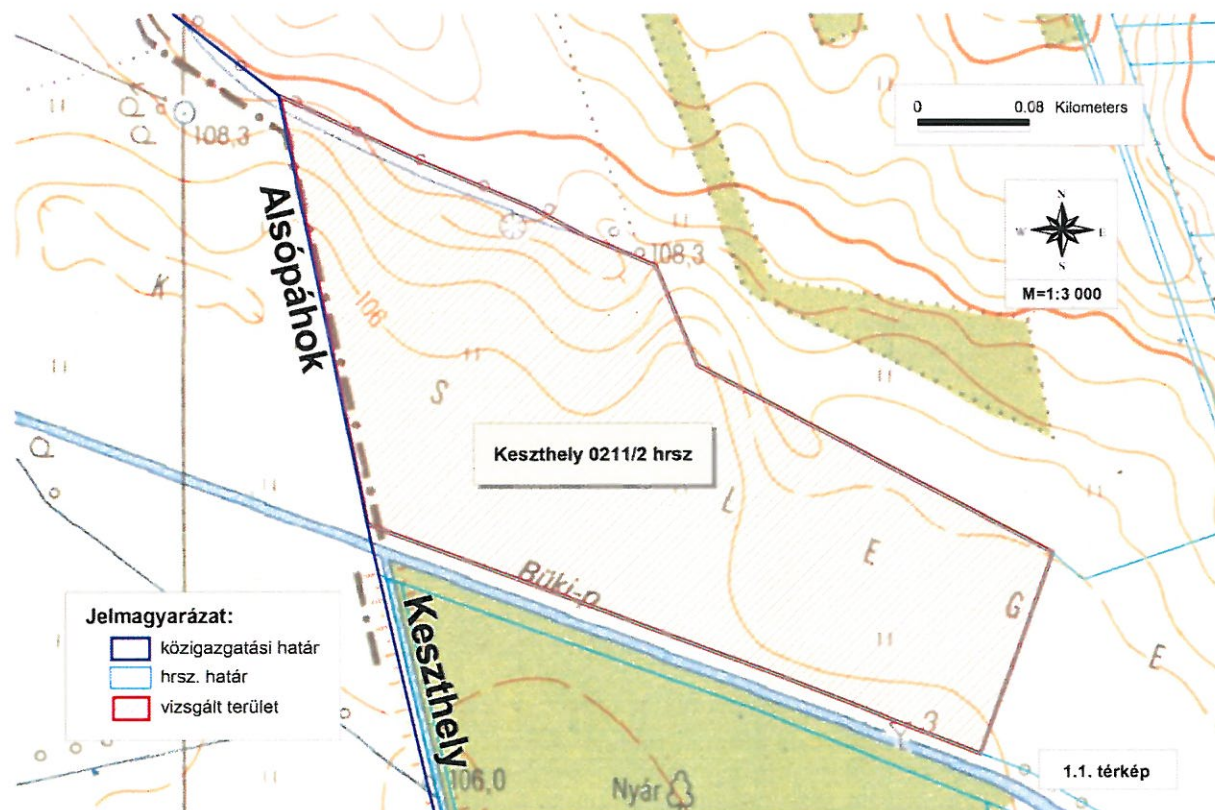 0 0.08 Kilometers
N
W E
S
M=1:3 000
108,3
108,3
Alsópáhok
K
106
S
Keszthely 0211/2 hrsz
L
E
G
E
Büki-p.
3
Jelmagyarázat:
közigazgatási határ
hrsz. határ
vizsgált terület
Keszthely
106,0
Nyár
1.1. térkép